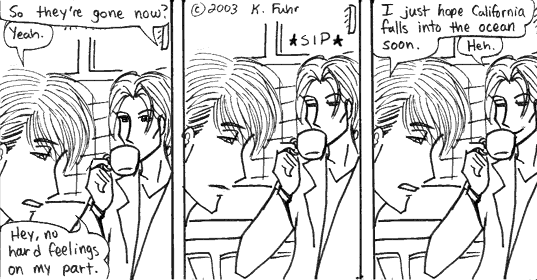 So they're gone now?
Yeah.
Hey, no
hard feelings
on my part.
©2003 K. Fuhr
*SIP*
I just hope California
falls into the ocean
soon.
Heh.